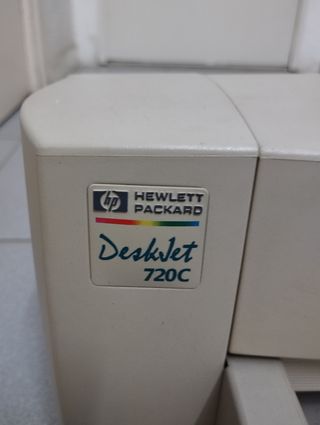 hp HEWLETT
PACKARD
DeskJet
720C